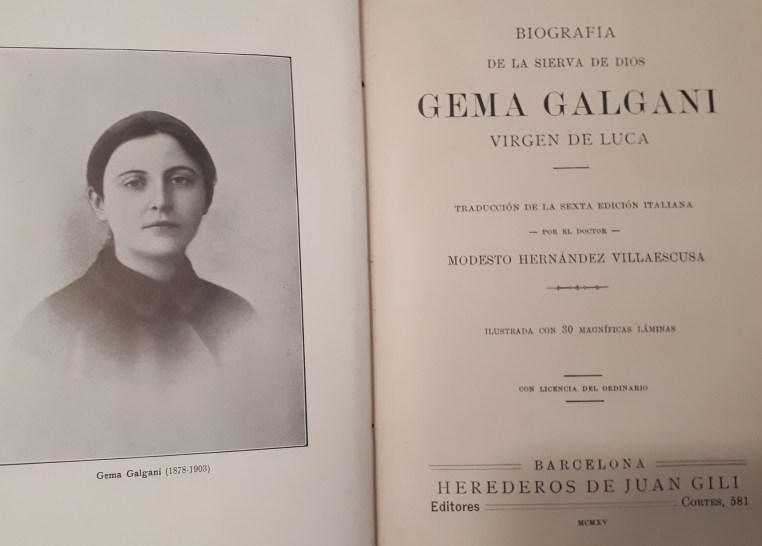 Gema Galgani (1878-1903)
BIOGRAFIA
DE LA SIERVA DE DIOS
GEMA GALGANI
VIRGEN DE LUCA
TRADUCCIÓN DE LA SEXTA EDICIÓN ITALIANA
— POR EL DOCTOR —
MODESTO HERNÁNDEZ VILLAESCUSA
ILUSTRADA CON 30 MAGNÍFICAS LÁMINAS
CON LICENCIA DEL ORDINARIO
BARCELONA
HEREDEROS DE JUAN GILI
Editores CORTES, 581
MCMXV